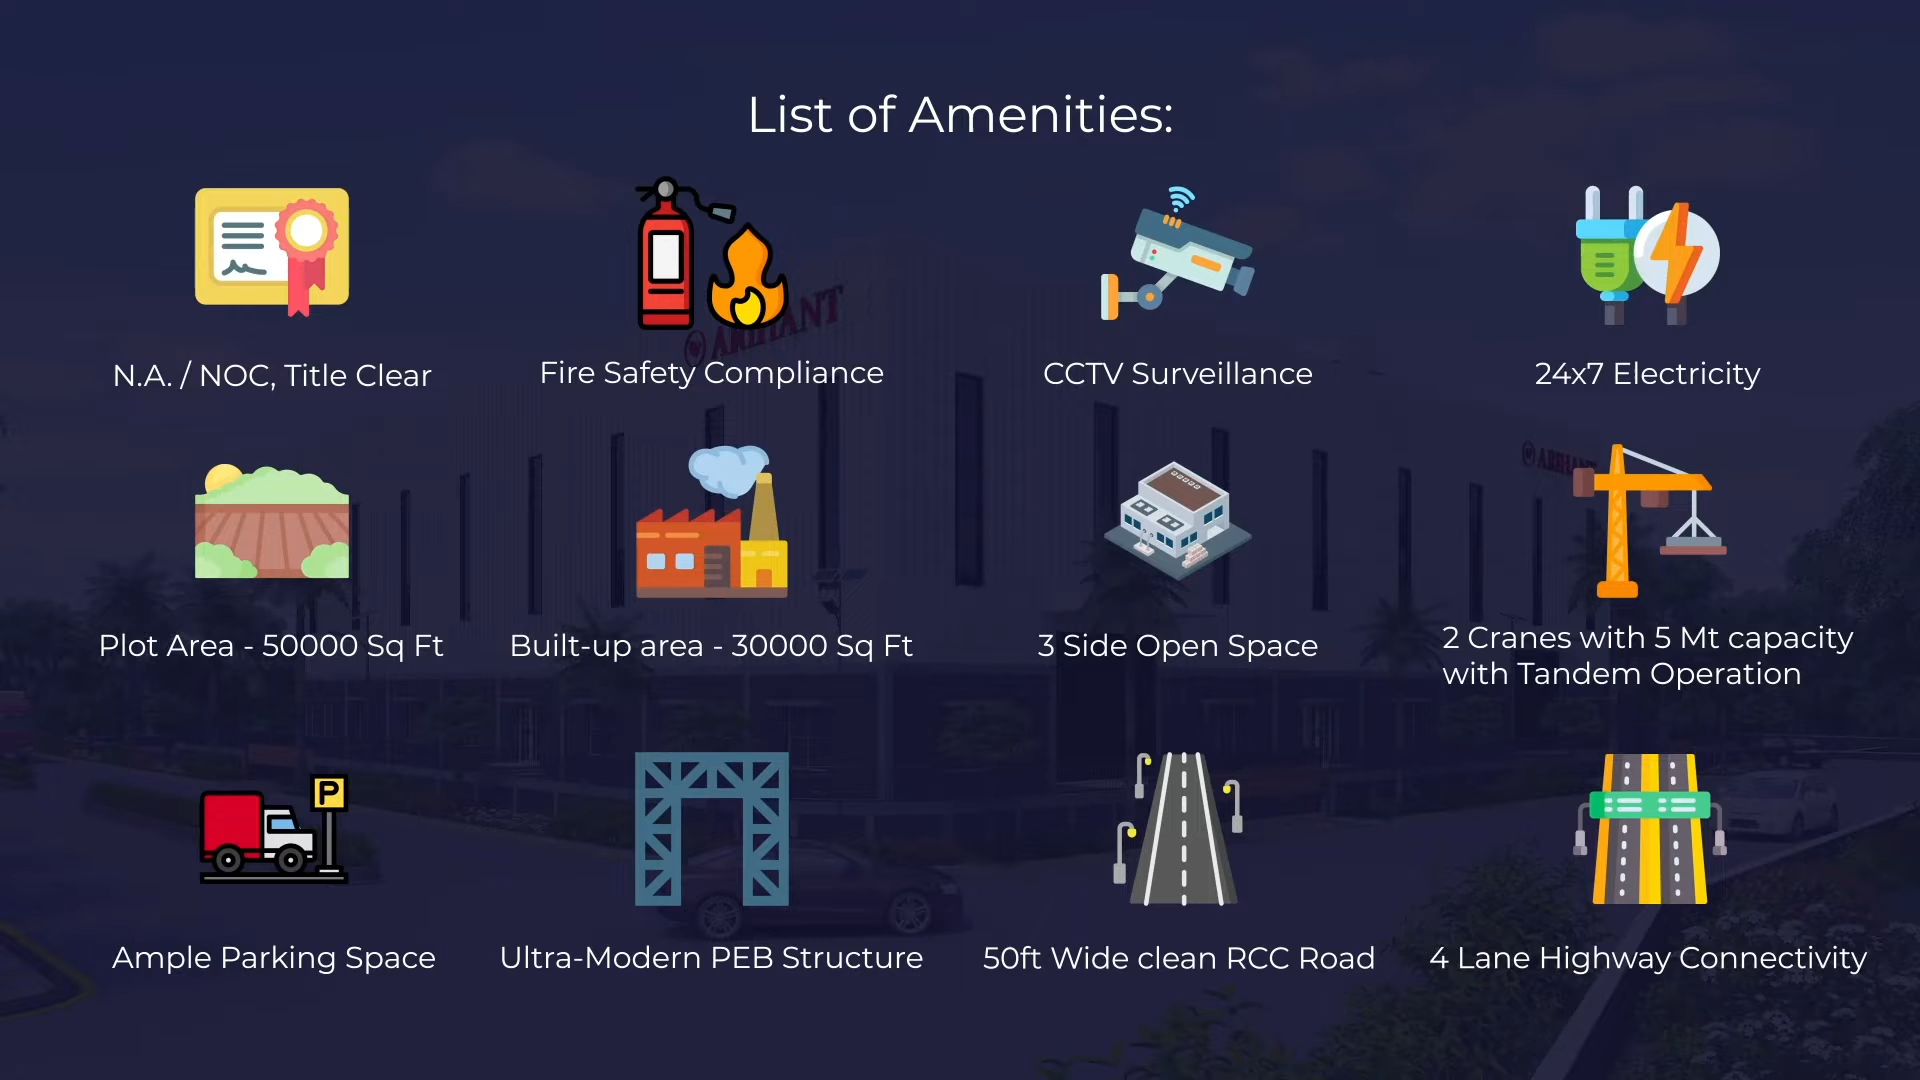 List of Amenities:
ARIHANT
N.A. / NOC, Title Clear
Fire Safety Compliance
CCTV Surveillance
24x7 Electricity
ARIHANT
Plot Area - 50000 Sq Ft
Built-up area - 30000 Sq Ft
3 Side Open Space
2 Cranes with 5 Mt capacity
with Tandem Operation
P
Ample Parking Space
Ultra-Modern PEB Structure
50ft Wide clean RCC Road
4 Lane Highway Connectivity